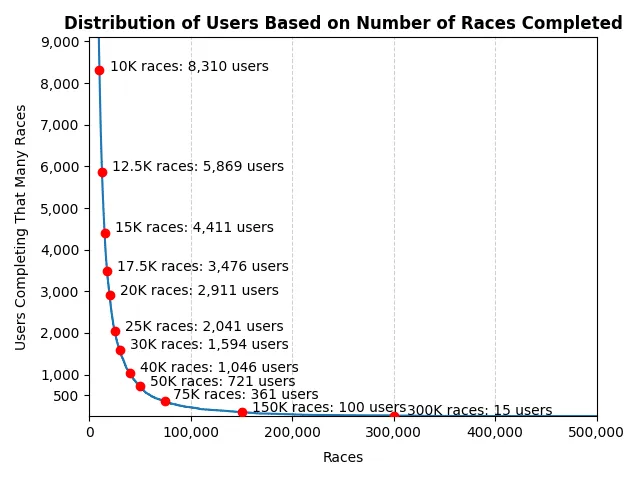 Distribution of Users Based on Number of Races Completed
9,000
8,000
7,000
6,000
5,000
4,000
3,000
2,000
1,000
500
Users Completing That Many Races
10K races: 8,310 users
12.5K races: 5,869 users
15K races: 4,411 users
17.5K races: 3,476 users
20K races: 2,911 users
25K races: 2,041 users
30K races: 1,594 users
40K races: 1,046 users
50K races: 721 users
75K races: 361 users
150K races: 100 users
300K races: 15 users
0 100,000 200,000 300,000 400,000 500,000
Races